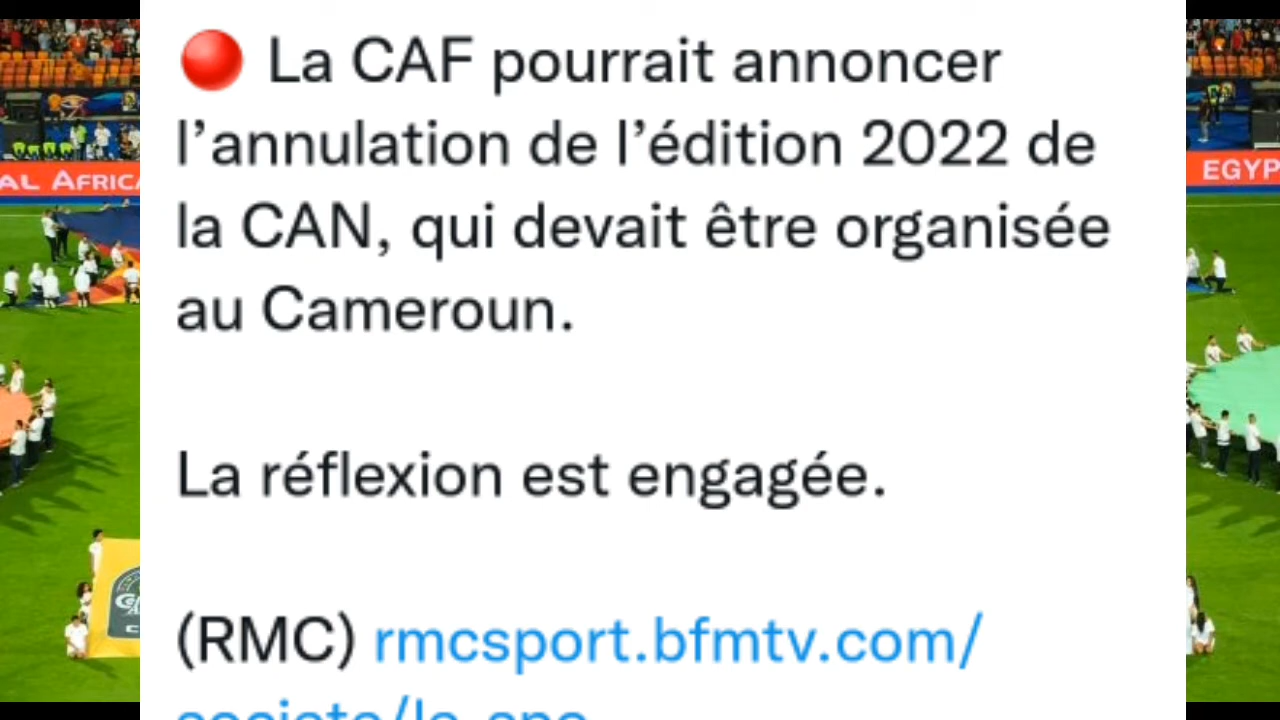 La CAF pourrait annoncer
l’annulation de l’édition 2022 de
la CAN, qui devait être organisée
au Cameroun.
La réflexion est engagée.
(RMC) rmcsport.bfmtv.com/
AL AFRICA
EGYP